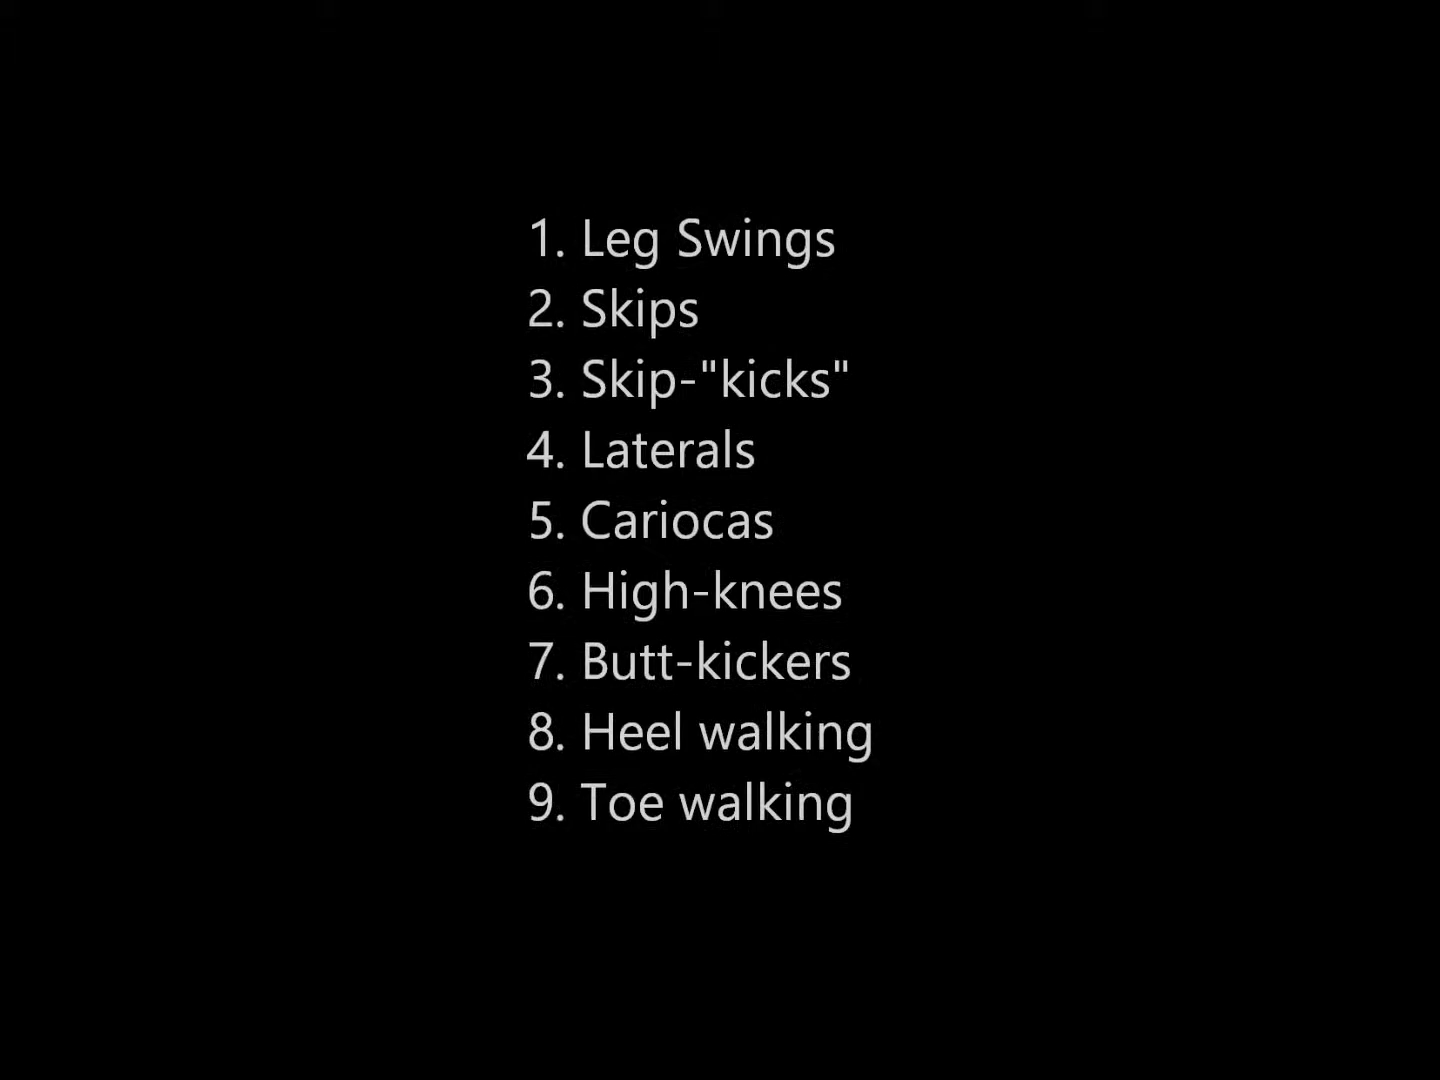 1. Leg Swings
2. Skips
3. Skip-"kicks"
4. Laterals
5. Cariocas
6. High-knees
7. Butt-kickers
8. Heel walking
9. Toe walking